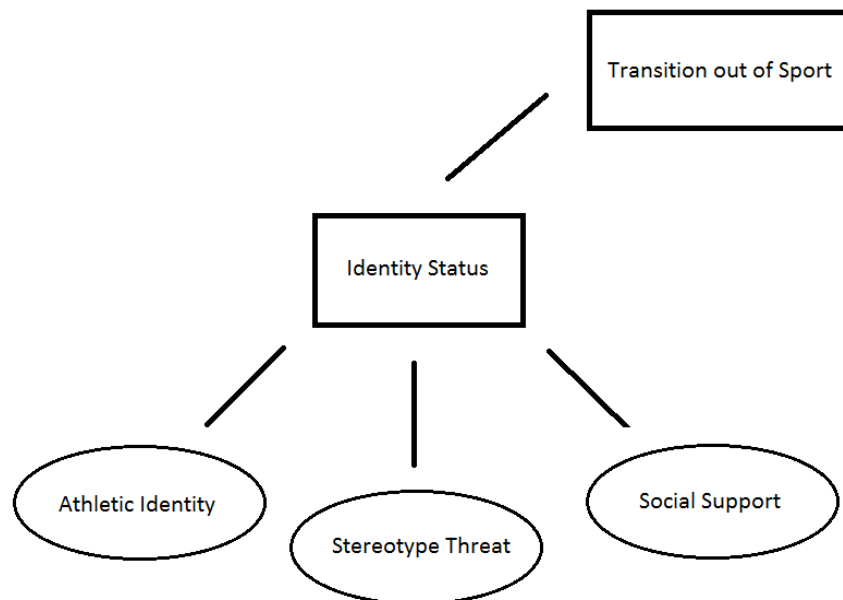 Transition out of Sport
Identity Status
Athletic Identity
Stereotype Threat
Social Support